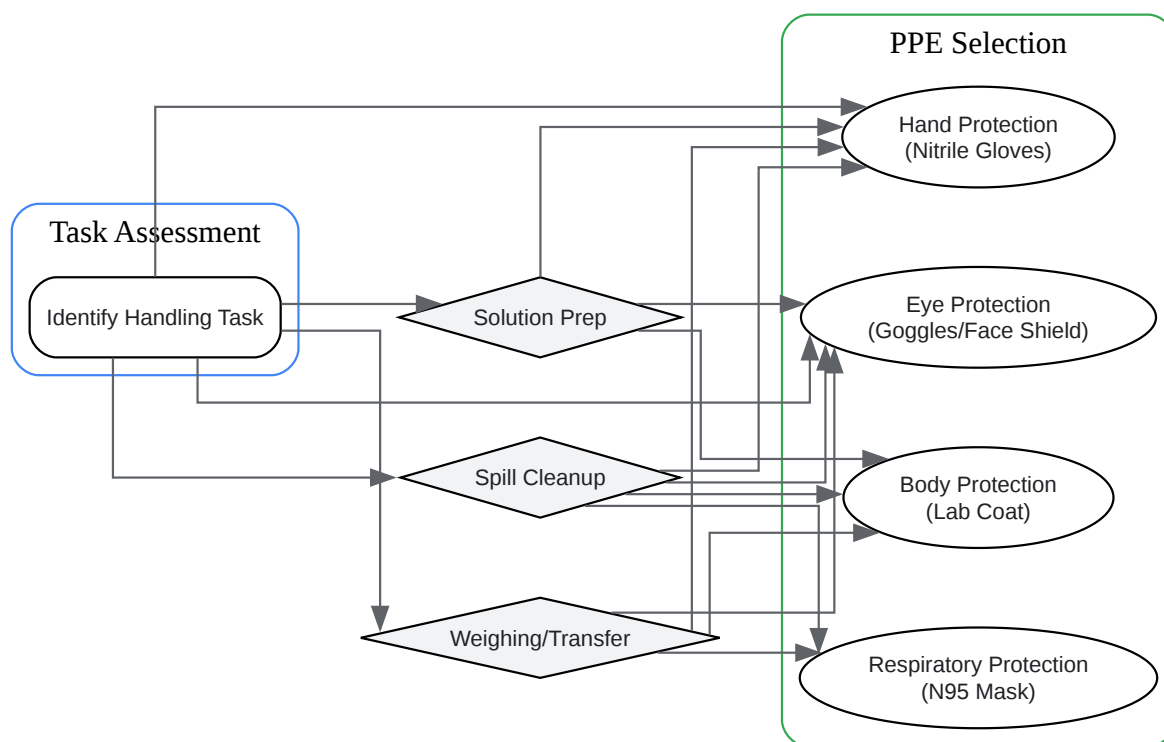 PPE Selection
Hand Protection
(Nitrile Gloves)
Task Assessment
Identify Handling Task
Solution Prep
Eye Protection
(Goggles/Face Shield)
Spill Cleanup
Body Protection
(Lab Coat)
Weighing/Transfer
Respiratory Protection
(N95 Mask)